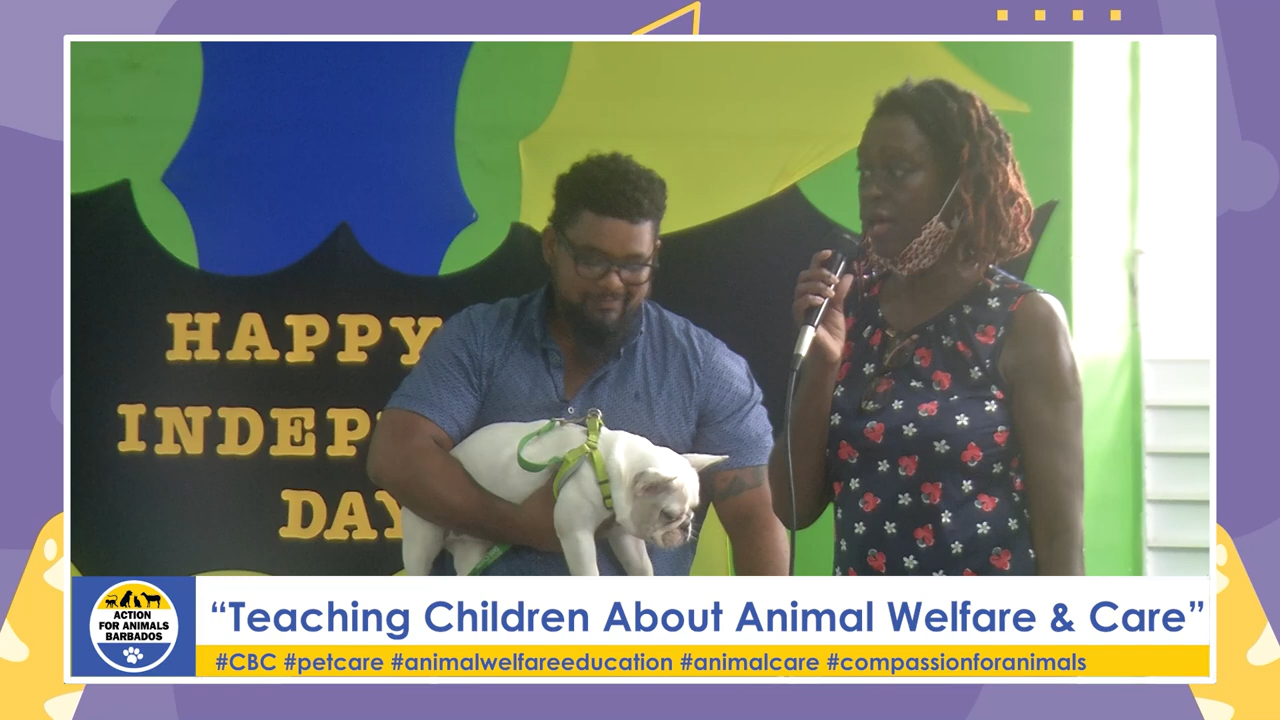 HAPPY
INDEP
DAY
ACTION
FOR ANIMALS
BARBADOS
“Teaching Children About Animal Welfare & Care”
#CBC #petcare #animalwelfareeducation #animalcare #compassionforanimals